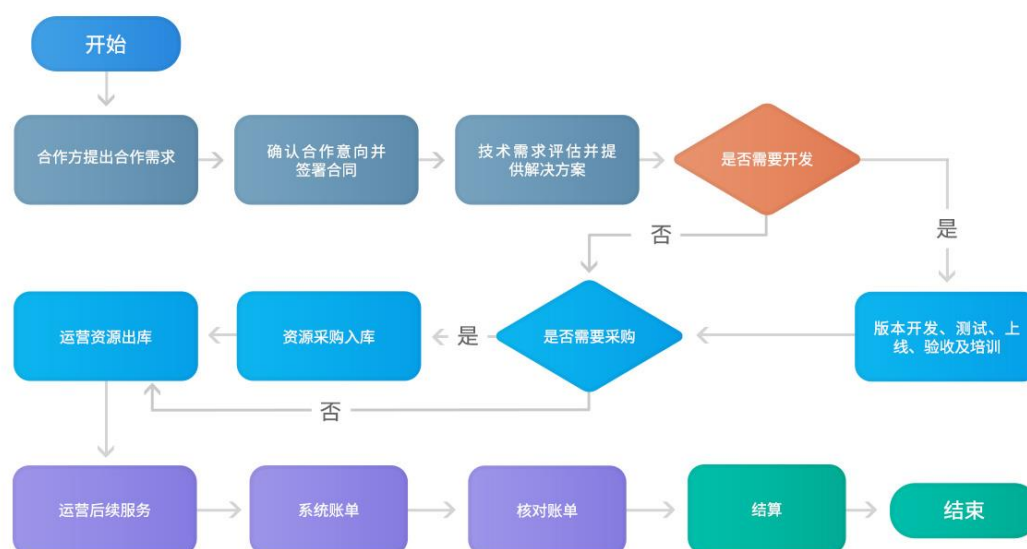 开始
合作方提出合作需求
确认合作意向并
签署合同
技术需求评估并提
供解决方案
是否需要开发
否
是
运营资源出库
资源采购入库
是
是否需要采购
版本开发、测试、上
线、验收及培训
否
运营后续服务
系统账单
核对账单
结算
结束